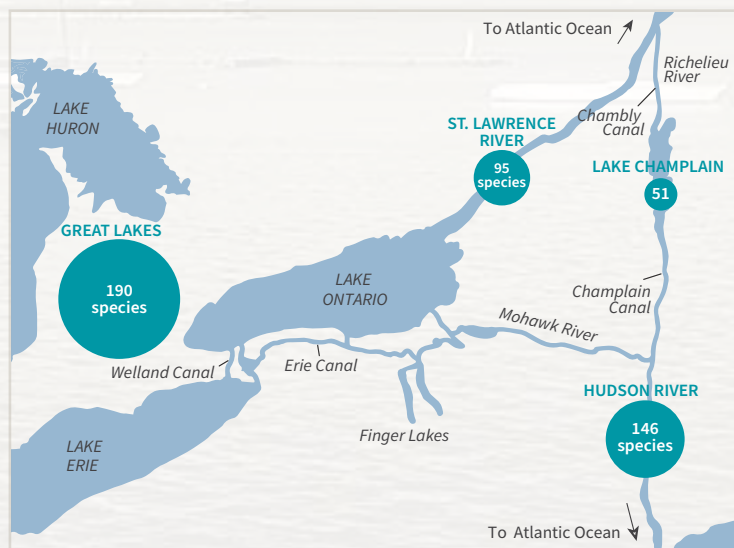 To Atlantic Ocean
Richelieu
River
LAKE
HURON
Chambly
Canal
ST. LAWRENCE
RIVER
95
species
LAKE CHAMPLAIN
51
GREAT LAKES
190
species
LAKE
ONTARIO
Champlain
Canal
Mohawk River
Welland Canal
Erie Canal
HUDSON RIVER
146
species
Finger Lakes
LAKE
ERIE
To Atlantic Ocean